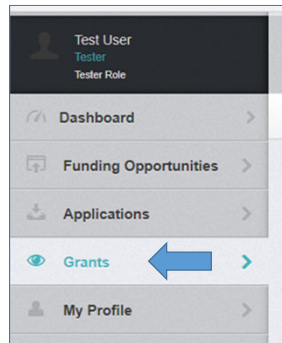 Test User
Tester
Tester Role
Dashboard
Funding Opportunities
Applications
Grants
My Profile